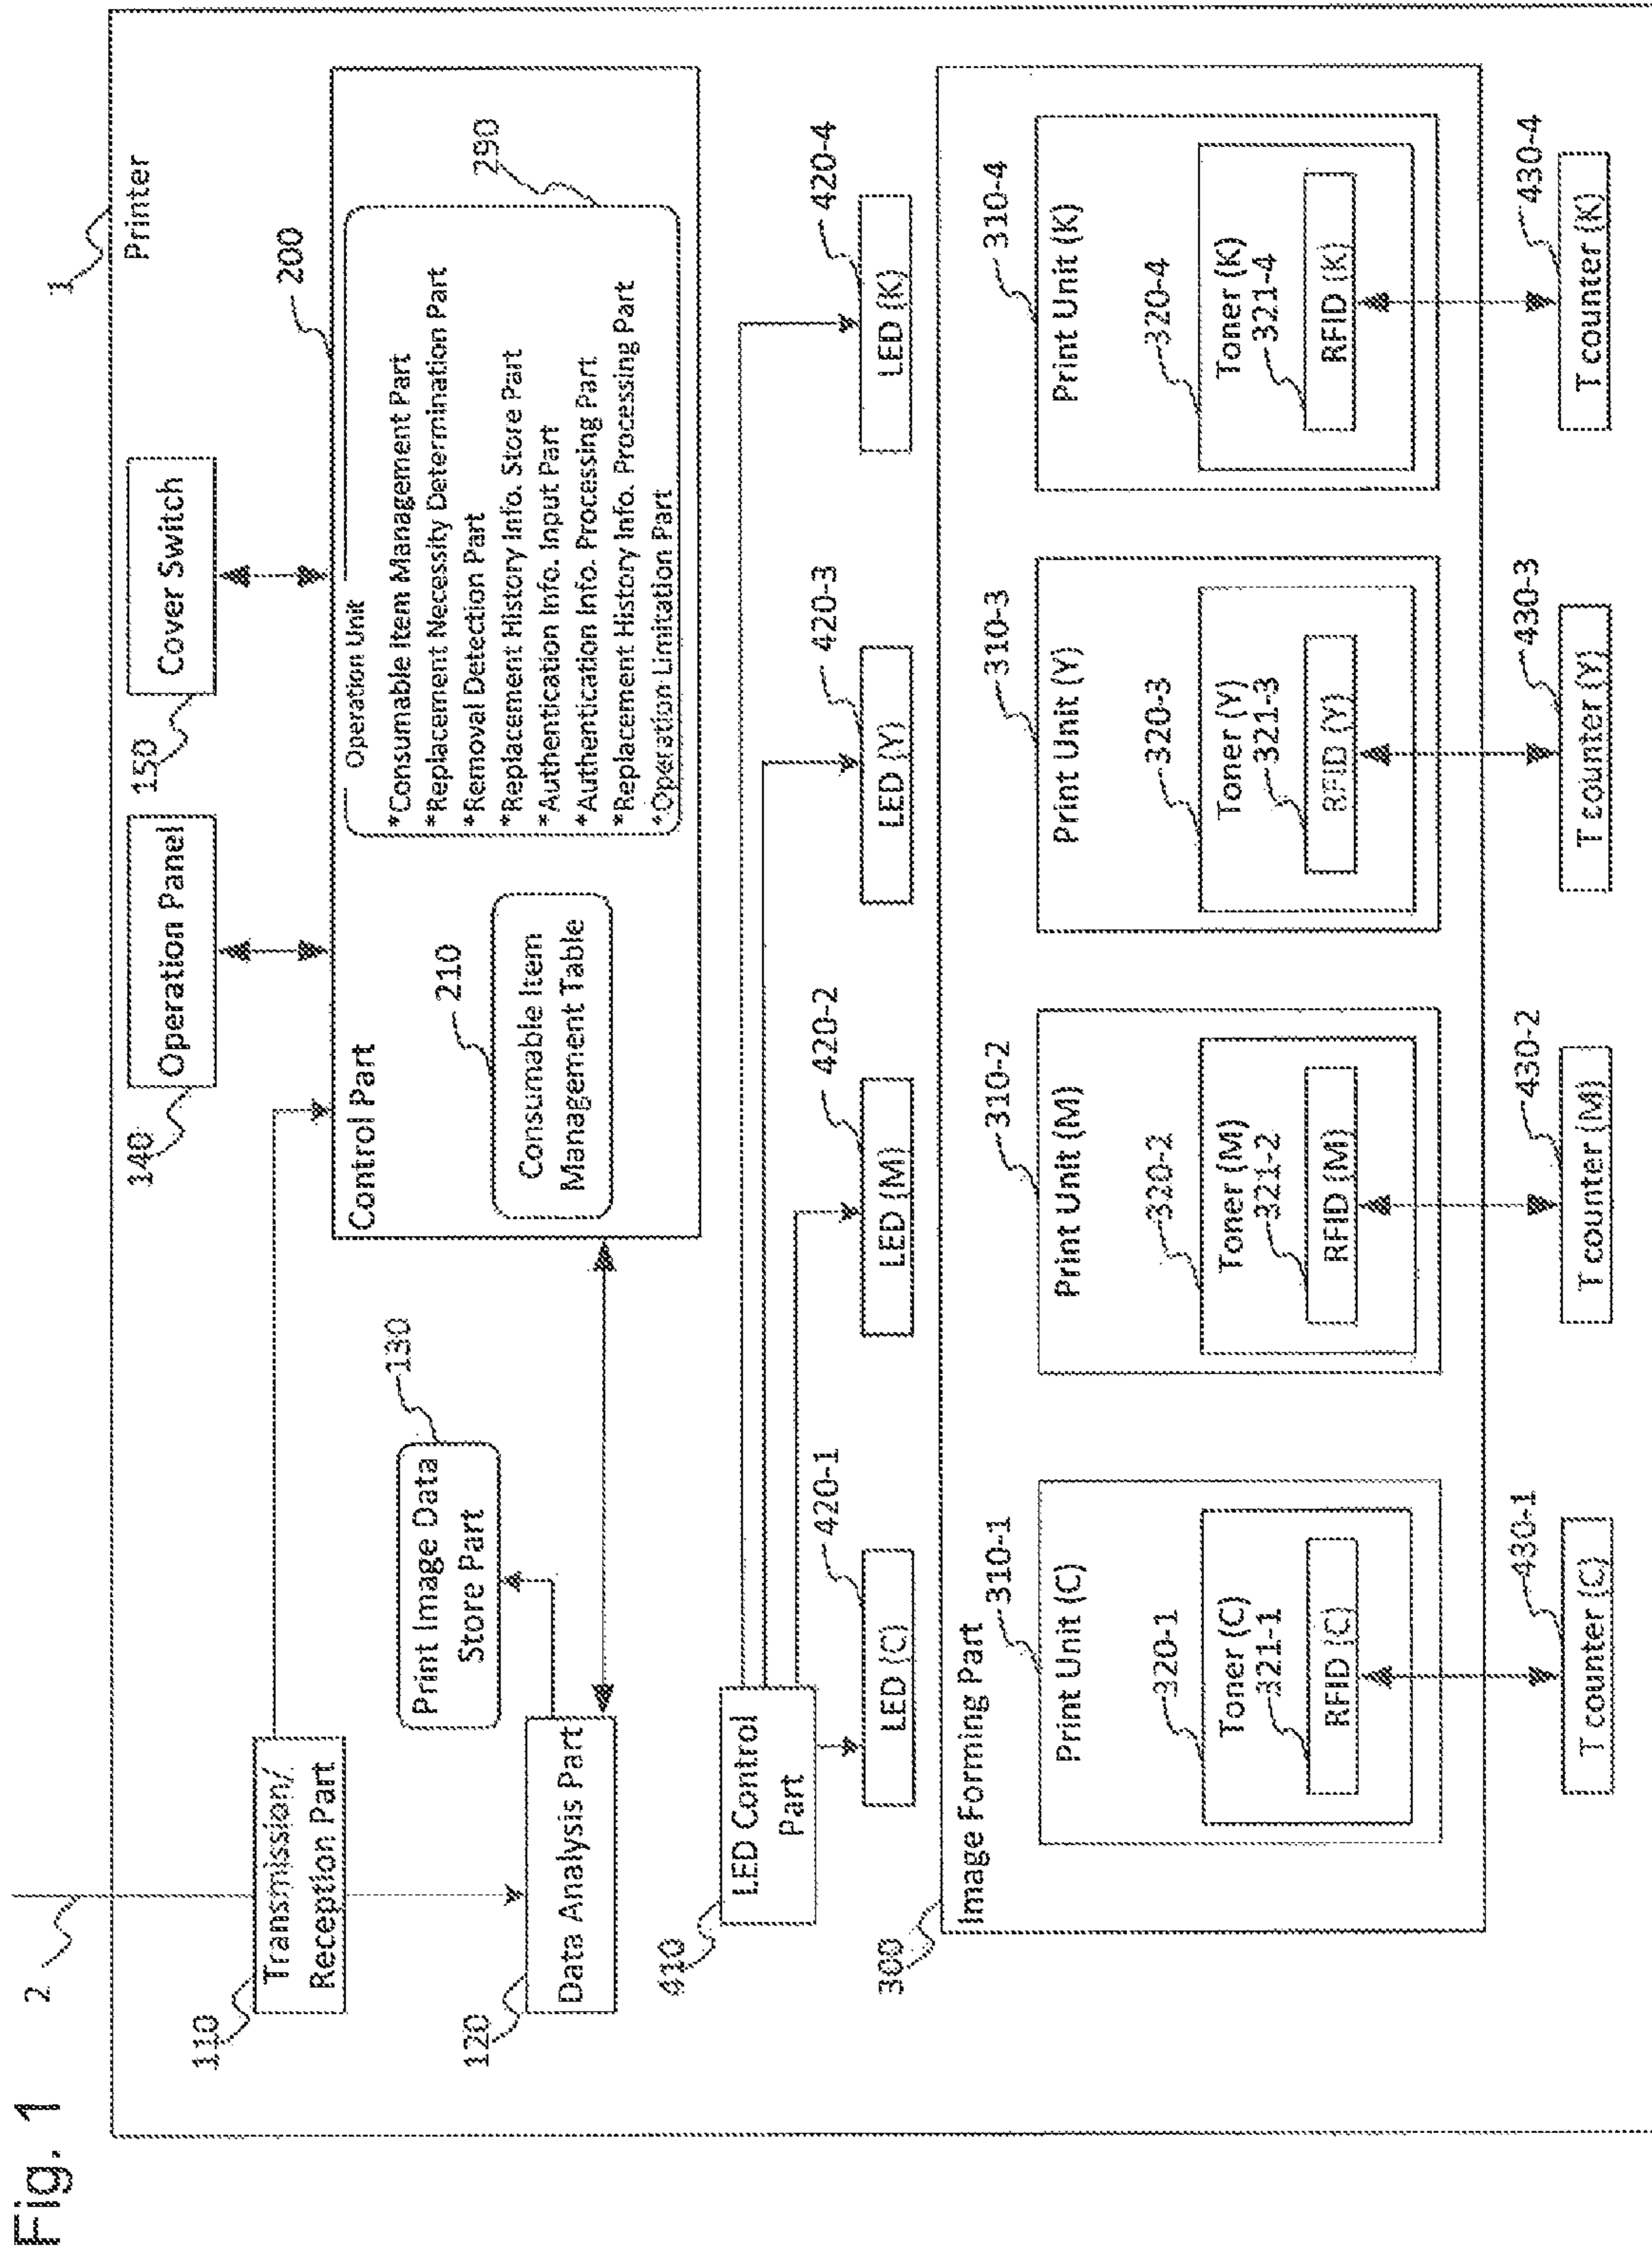 Fig. 1
1
Printer
2
110
Transmission/
Reception Part
140
Operation Panel
150
Cover Switch
120
Data Analysis Part
130
Print Image Data
Store Part
200
Control Part
210
Consumable Item
Management Table
290
Operation Unit
*Consumable Item Management Part
*Replacement Necessity Determination Part
*Removal Detection Part
*Replacement History Info. Store Part
*Authentication Info. Input Part
*Authentication Info. Processing Part
*Replacement History Info. Processing Part
*Operation Limitation Part
410
LED Control
Part
420-1
LED (C)
420-2
LED (M)
420-3
LED (Y)
420-4
LED (K)
300
Image Forming Part
310-1
Print Unit (C)
320-1
Toner (C)
321-1
RFID (C)
310-2
Print Unit (M)
320-2
Toner (M)
321-2
RFID (M)
310-3
Print Unit (Y)
320-3
Toner (Y)
321-3
RFID (Y)
310-4
Print Unit (K)
320-4
Toner (K)
321-4
RFID (K)
430-1
T counter (C)
430-2
T counter (M)
430-3
T counter (Y)
430-4
T counter (K)